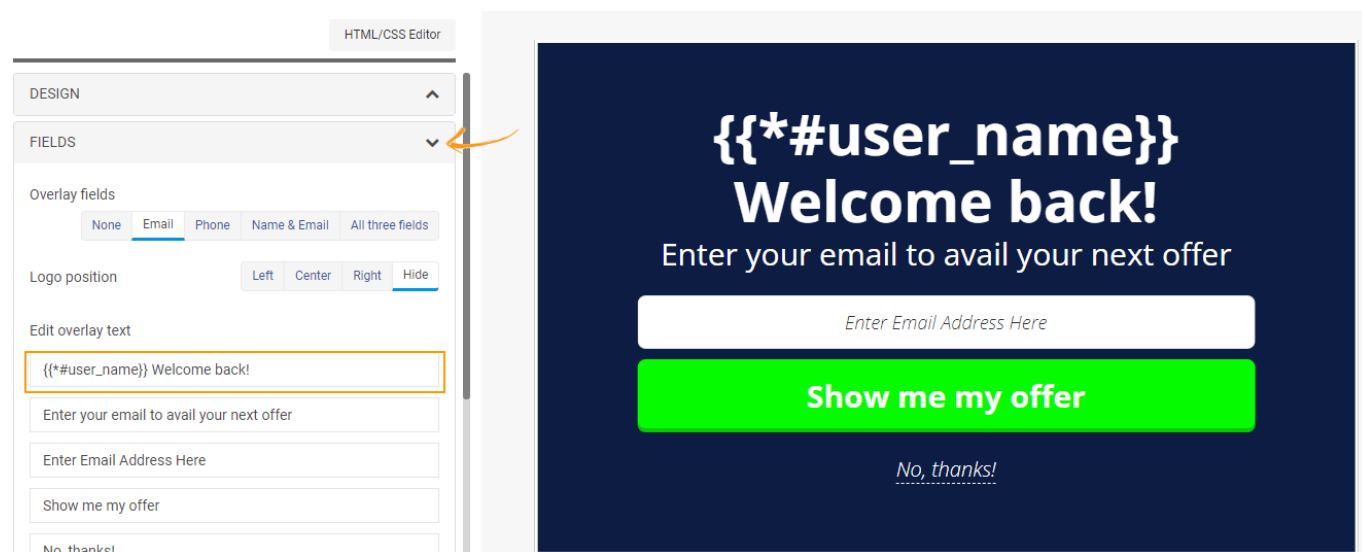 HTML/CSS Editor
DESIGN
FIELDS
Overlay fields
None Email Phone Name & Email All three fields
Logo position
Left Center Right Hide
Edit overlay text
{{*#user_name}} Welcome back!
Enter your email to avail your next offer
Enter Email Address Here
Show me my offer
No, thanks!
{{*#user_name}}
Welcome back!
Enter your email to avail your next offer
Enter Email Address Here
Show me my offer
No, thanks!